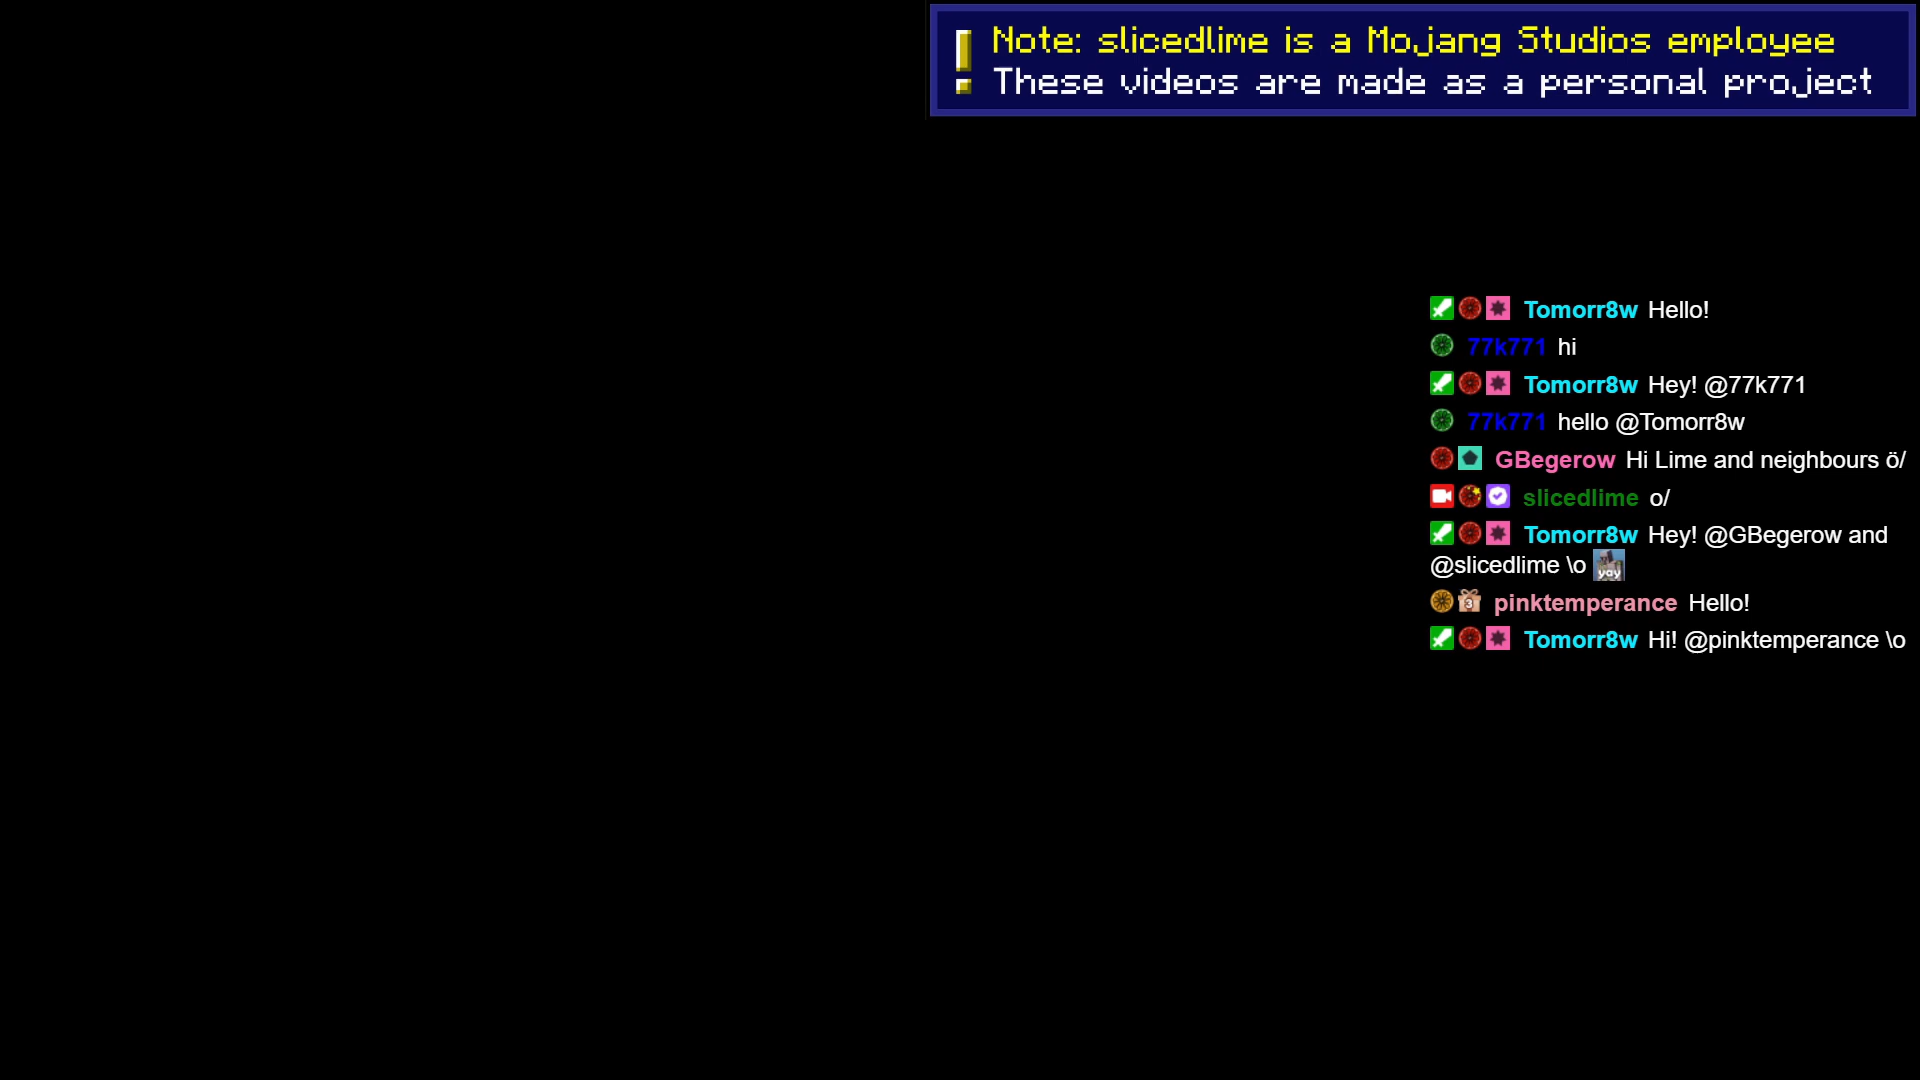 Note: slicedlime is a Mojang Studios employee
These videos are made as a personal project
Tomorr8w Hello!
77k771 hi
Tomorr8w Hey! @77k771
77k771 hello @Tomorr8w
GBegerow Hi Lime and neighbours ö/
slicedlime o/
Tomorr8w Hey! @GBegerow and
@slicedlime \o yay
3 pinktemperance Hello!
Tomorr8w Hi! @pinktemperance \o